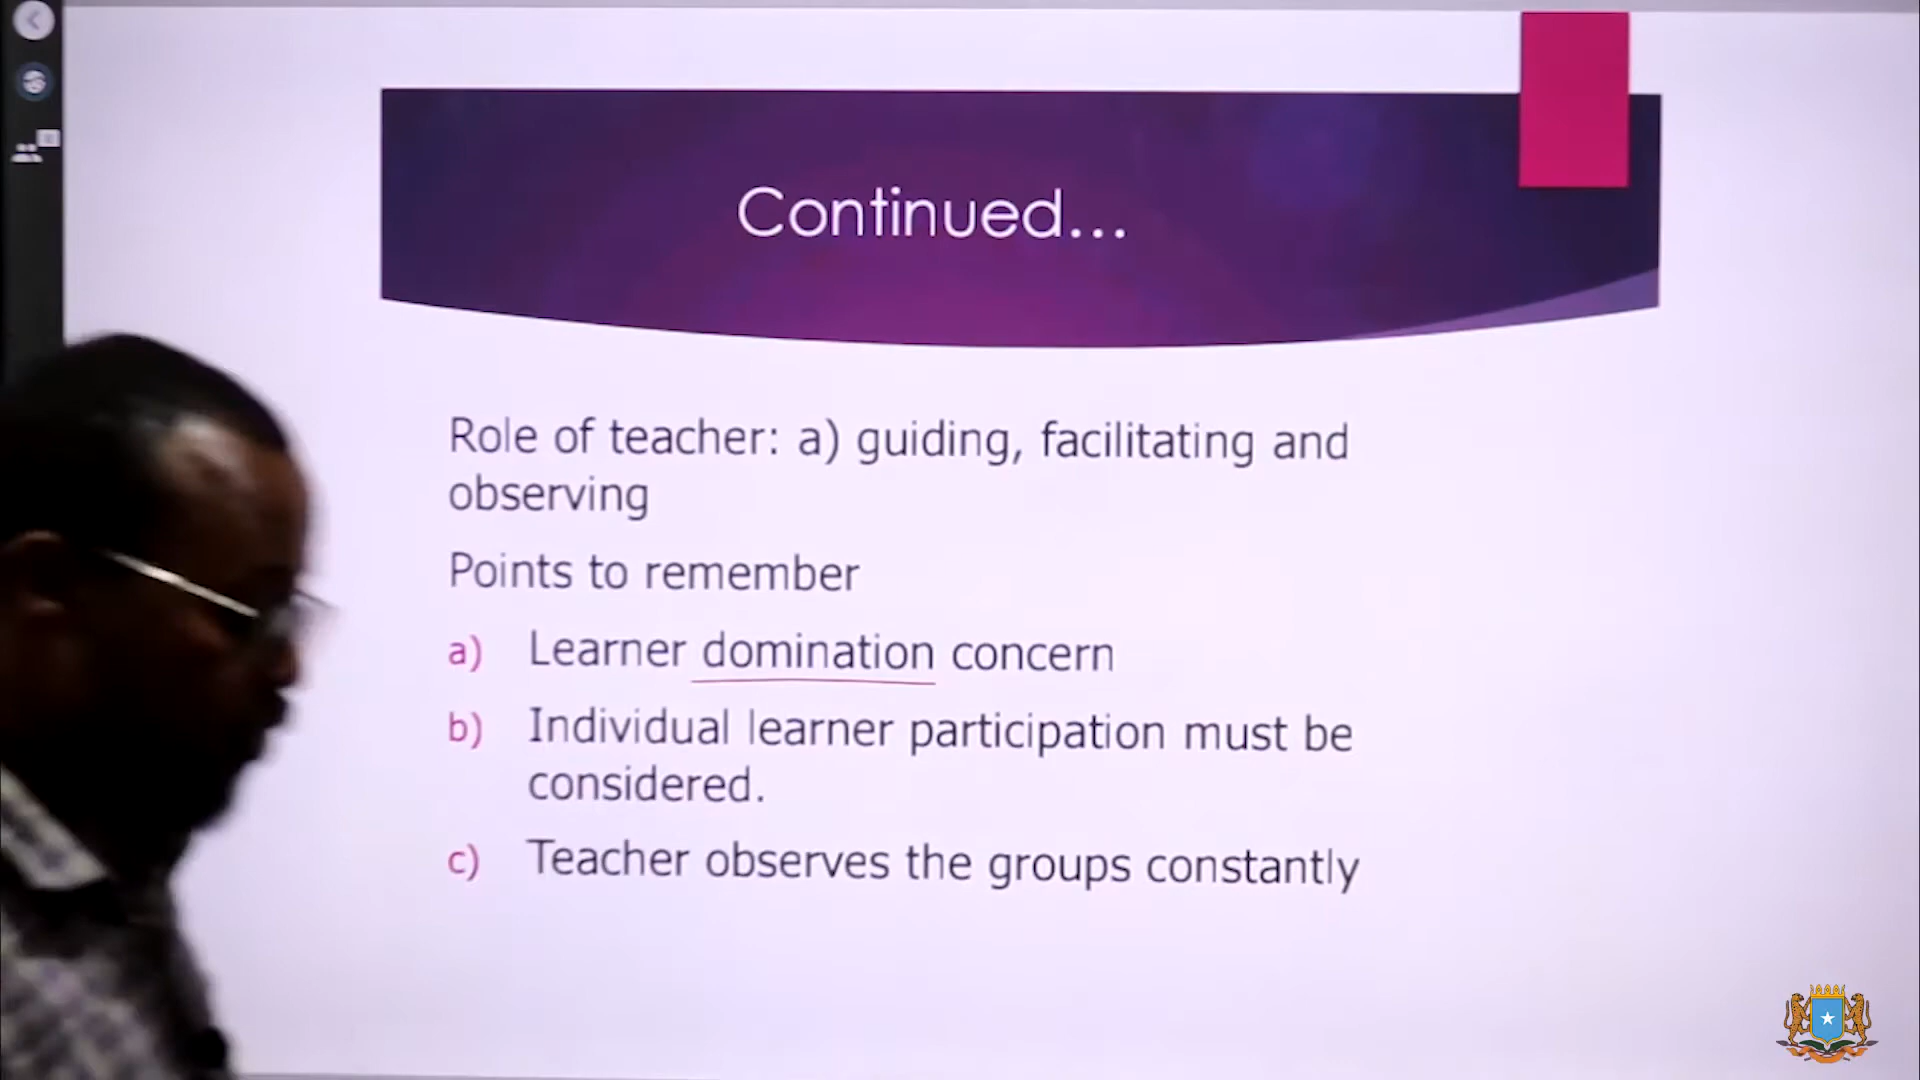 Continued...
Role of teacher: a) guiding, facilitating and
observing
Points to remember
a) Learner domination concern
b) Individual learner participation must be
considered.
c) Teacher observes the groups constantly